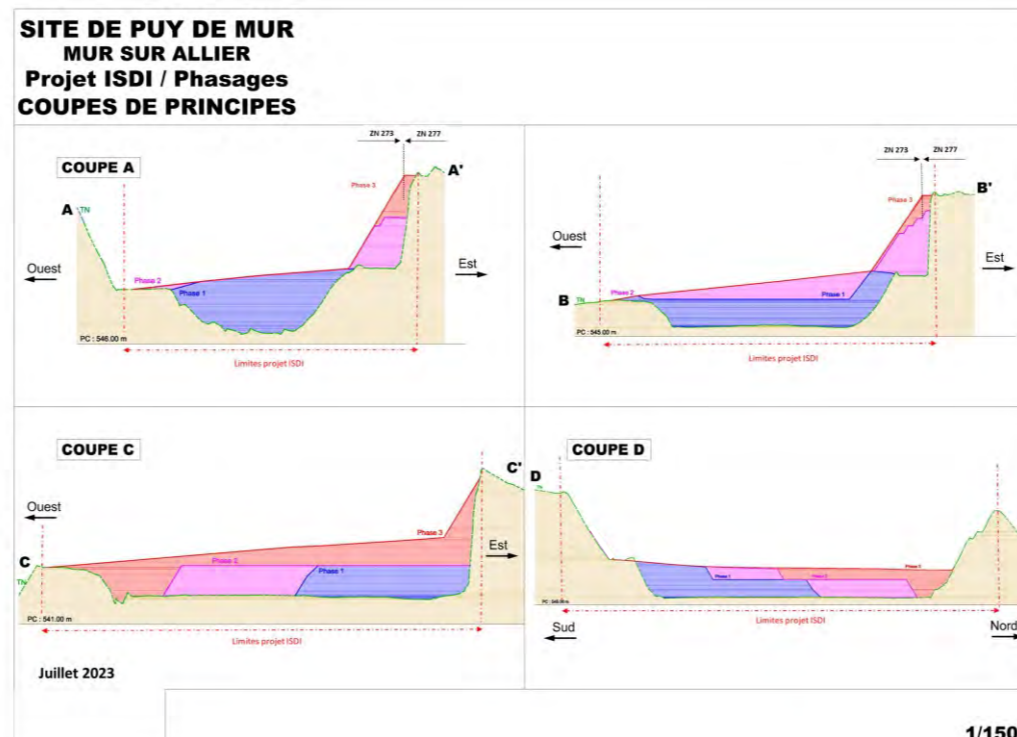 SITE DE PUY DE MUR
MUR SUR ALLIER
Projet ISDI / Phasages
COUPES DE PRINCIPES
COUPE A
ZN 273
ZN 277
A
TN
A'
Phase 3
Ouest
Est
Phase 2
Phase 1
PC : 546.00 m
Limites projet ISDI
ZN 273
ZN 277
B'
Phase 3
Ouest
Est
B
TN
Phase 2
Phase 1
PC : 545.00 m
Limites projet ISDI
COUPE C
C'
Ouest
Phase 3
Est
C
Phase 2
Phase 1
TN
PC : 541.00 m
Limites projet ISDI
COUPE D
D
Limites projet ISDI
Sud
Nord
Juillet 2023
1/150